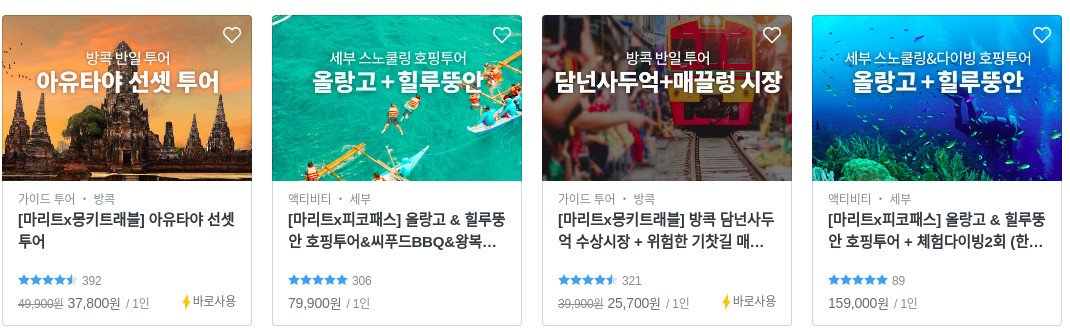 방콕 반일 투어
아유타야 선셋 투어
가이드 투어 · 방콕
[마리트x몽키트래블] 아유타야 선셋
투어
392
49,900원 37,800원 / 1인
바로사용
세부 스노쿨링 호핑투어
올랑고 + 힐루뚱안
액티비티 · 세부
[마리트x피코패스] 올랑고 & 힐루뚱
안 호핑투어&씨푸드BBQ&왕복…
306
79,900원 / 1인
방콕 반일 투어
담넌사두억+매끌렁 시장
가이드 투어 · 방콕
[마리트x몽키트래블] 방콕 담넌사두
억 수상시장 + 위험한 기찻길 매…
321
39,900원 25,700원 / 1인
바로사용
세부 스노쿨링&다이빙 호핑투어
올랑고 + 힐루뚱안
액티비티 · 세부
[마리트x피코패스] 올랑고 & 힐루뚱
안 호핑투어 + 체험다이빙2회 (한…
89
159,000원 / 1인